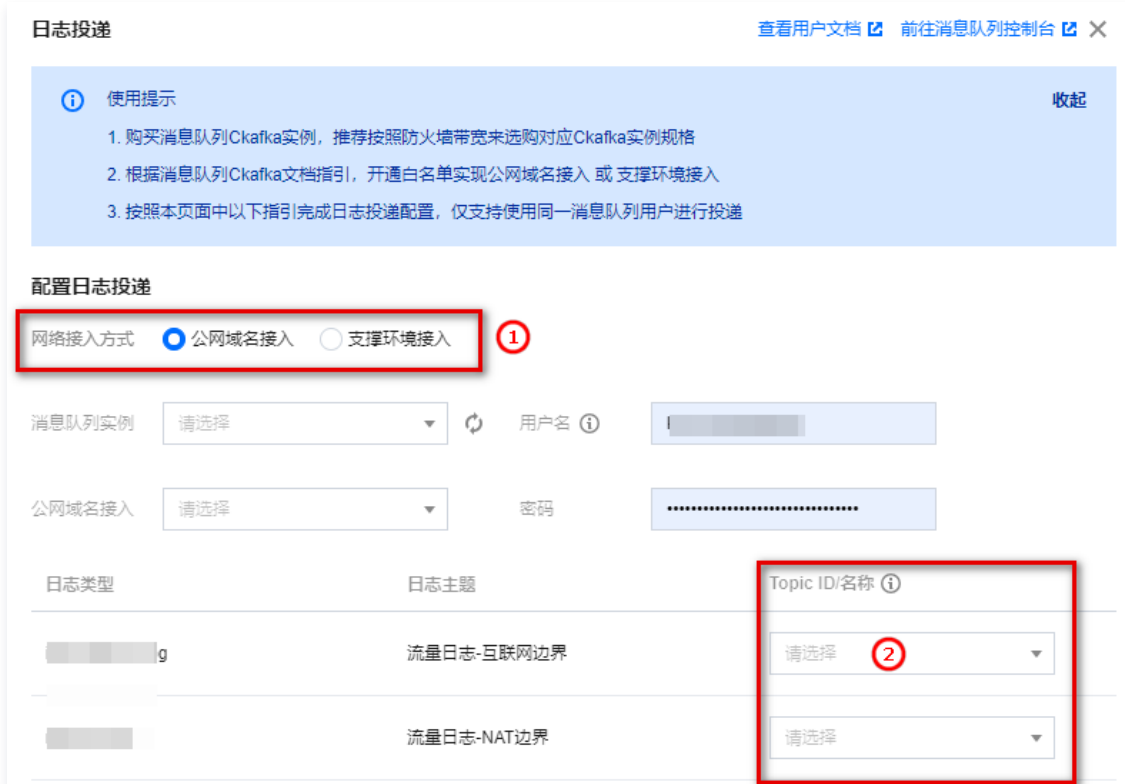 日志投递 查看用户文档 前往消息队列控制台
使用提示 收起
1. 购买消息队列Ckafka实例，推荐按照防火墙带宽来选购对应Ckafka实例规格
2. 根据消息队列Ckafka文档指引，开通白名单实现公网域名接入 或 支撑环境接入
3. 按照本页面中以下指引完成日志投递配置，仅支持使用同一消息队列用户进行投递
配置日志投递
网络接入方式 公网域名接入 支撑环境接入 1
消息队列实例 请选择 用户名
公网域名接入 请选择 密码 ••••••••••••••••••••••••••••••••
日志类型 日志主题 Topic ID/名称
g 流量日志-互联网边界 请选择 2
流量日志-NAT边界 请选择